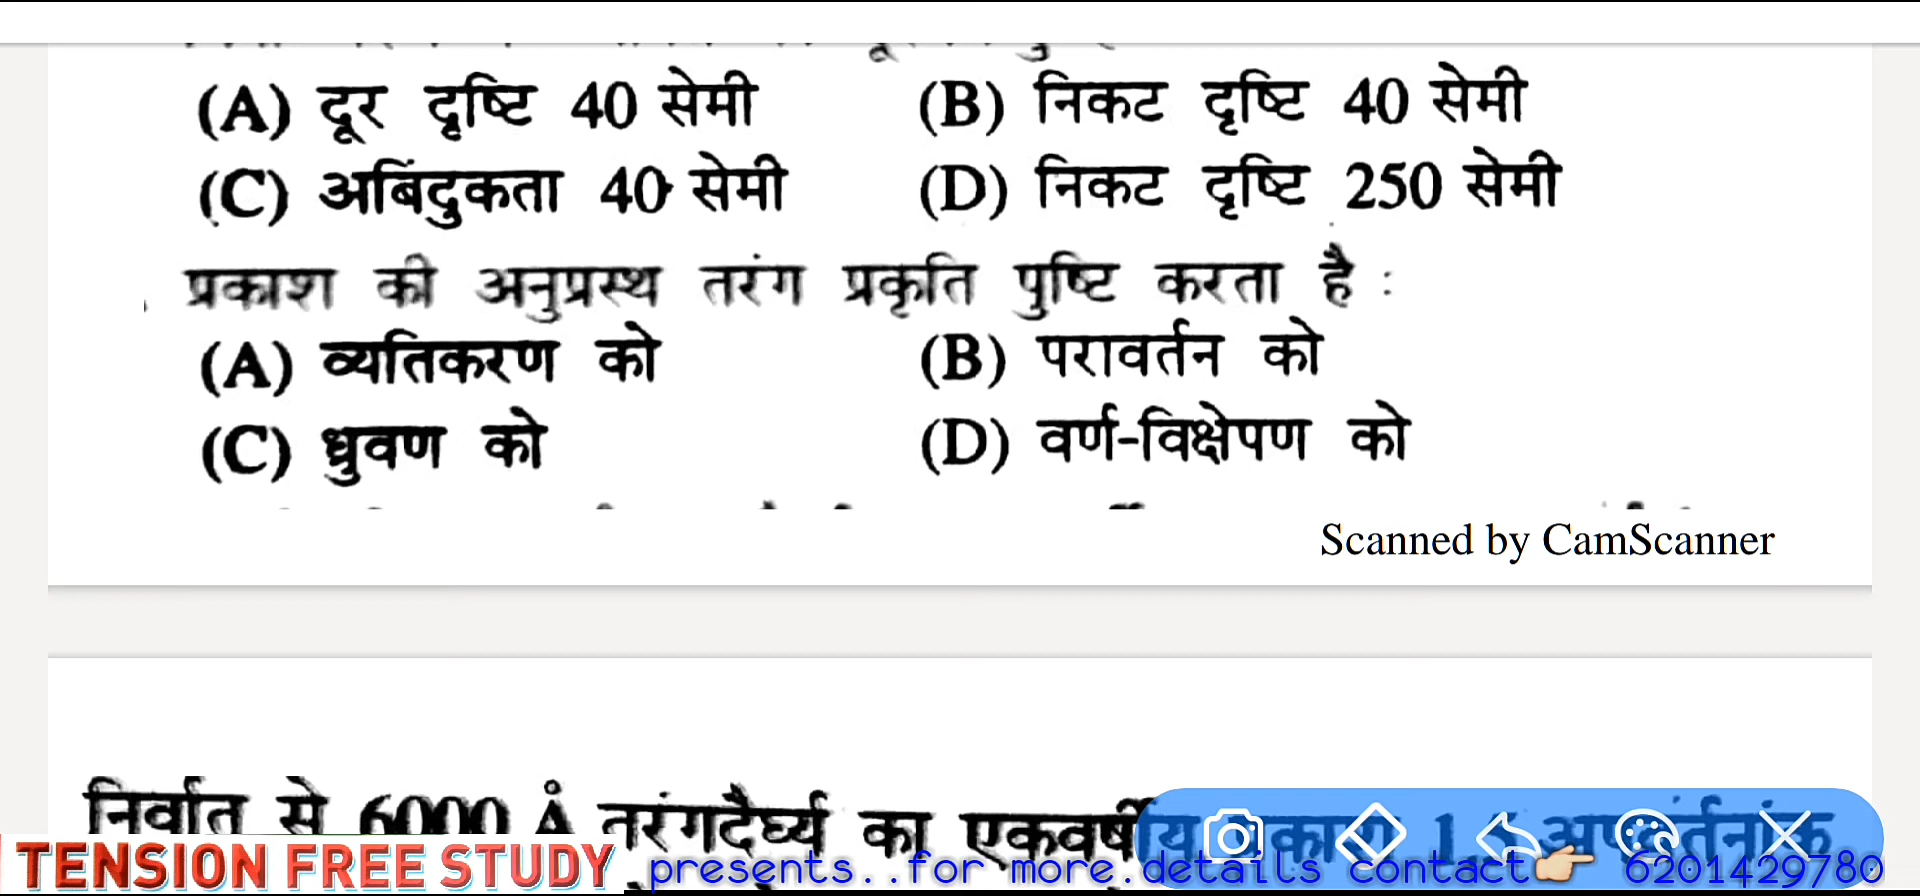 (A) दूर दृष्टि 40 सेमी (B) निकट दृष्टि 40 सेमी
(C) अबिंदुकता 40 सेमी (D) निकट दृष्टि 250 सेमी
प्रकाश की अनुप्रस्थ तरंग प्रकृति पुष्टि करता है :
(A) व्यतिकरण को (B) परावर्तन को
(C) ध्रुवण को (D) वर्ण-विक्षेपण को
Scanned by CamScanner
निर्वात से 6000 Å तरंगदैर्घ्य का एकवर्षीय
TENSION FREE STUDY presents..for more.details contact 6201429780